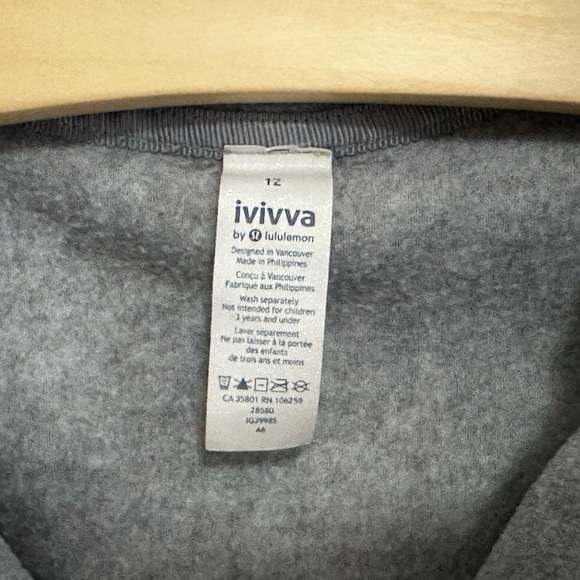 12
ivivva
by lululemon
Designed in Vancouver
Made in Philippines
Conçu à Vancouver
Fabriqué aux Philippines
Wash separately
Not intended for children
3 years and under
Laver séparement
Ne pas laisser à la portée
des enfants
de trois ans et moins
CA 35801 RN 106259
28580
IG39985
A6